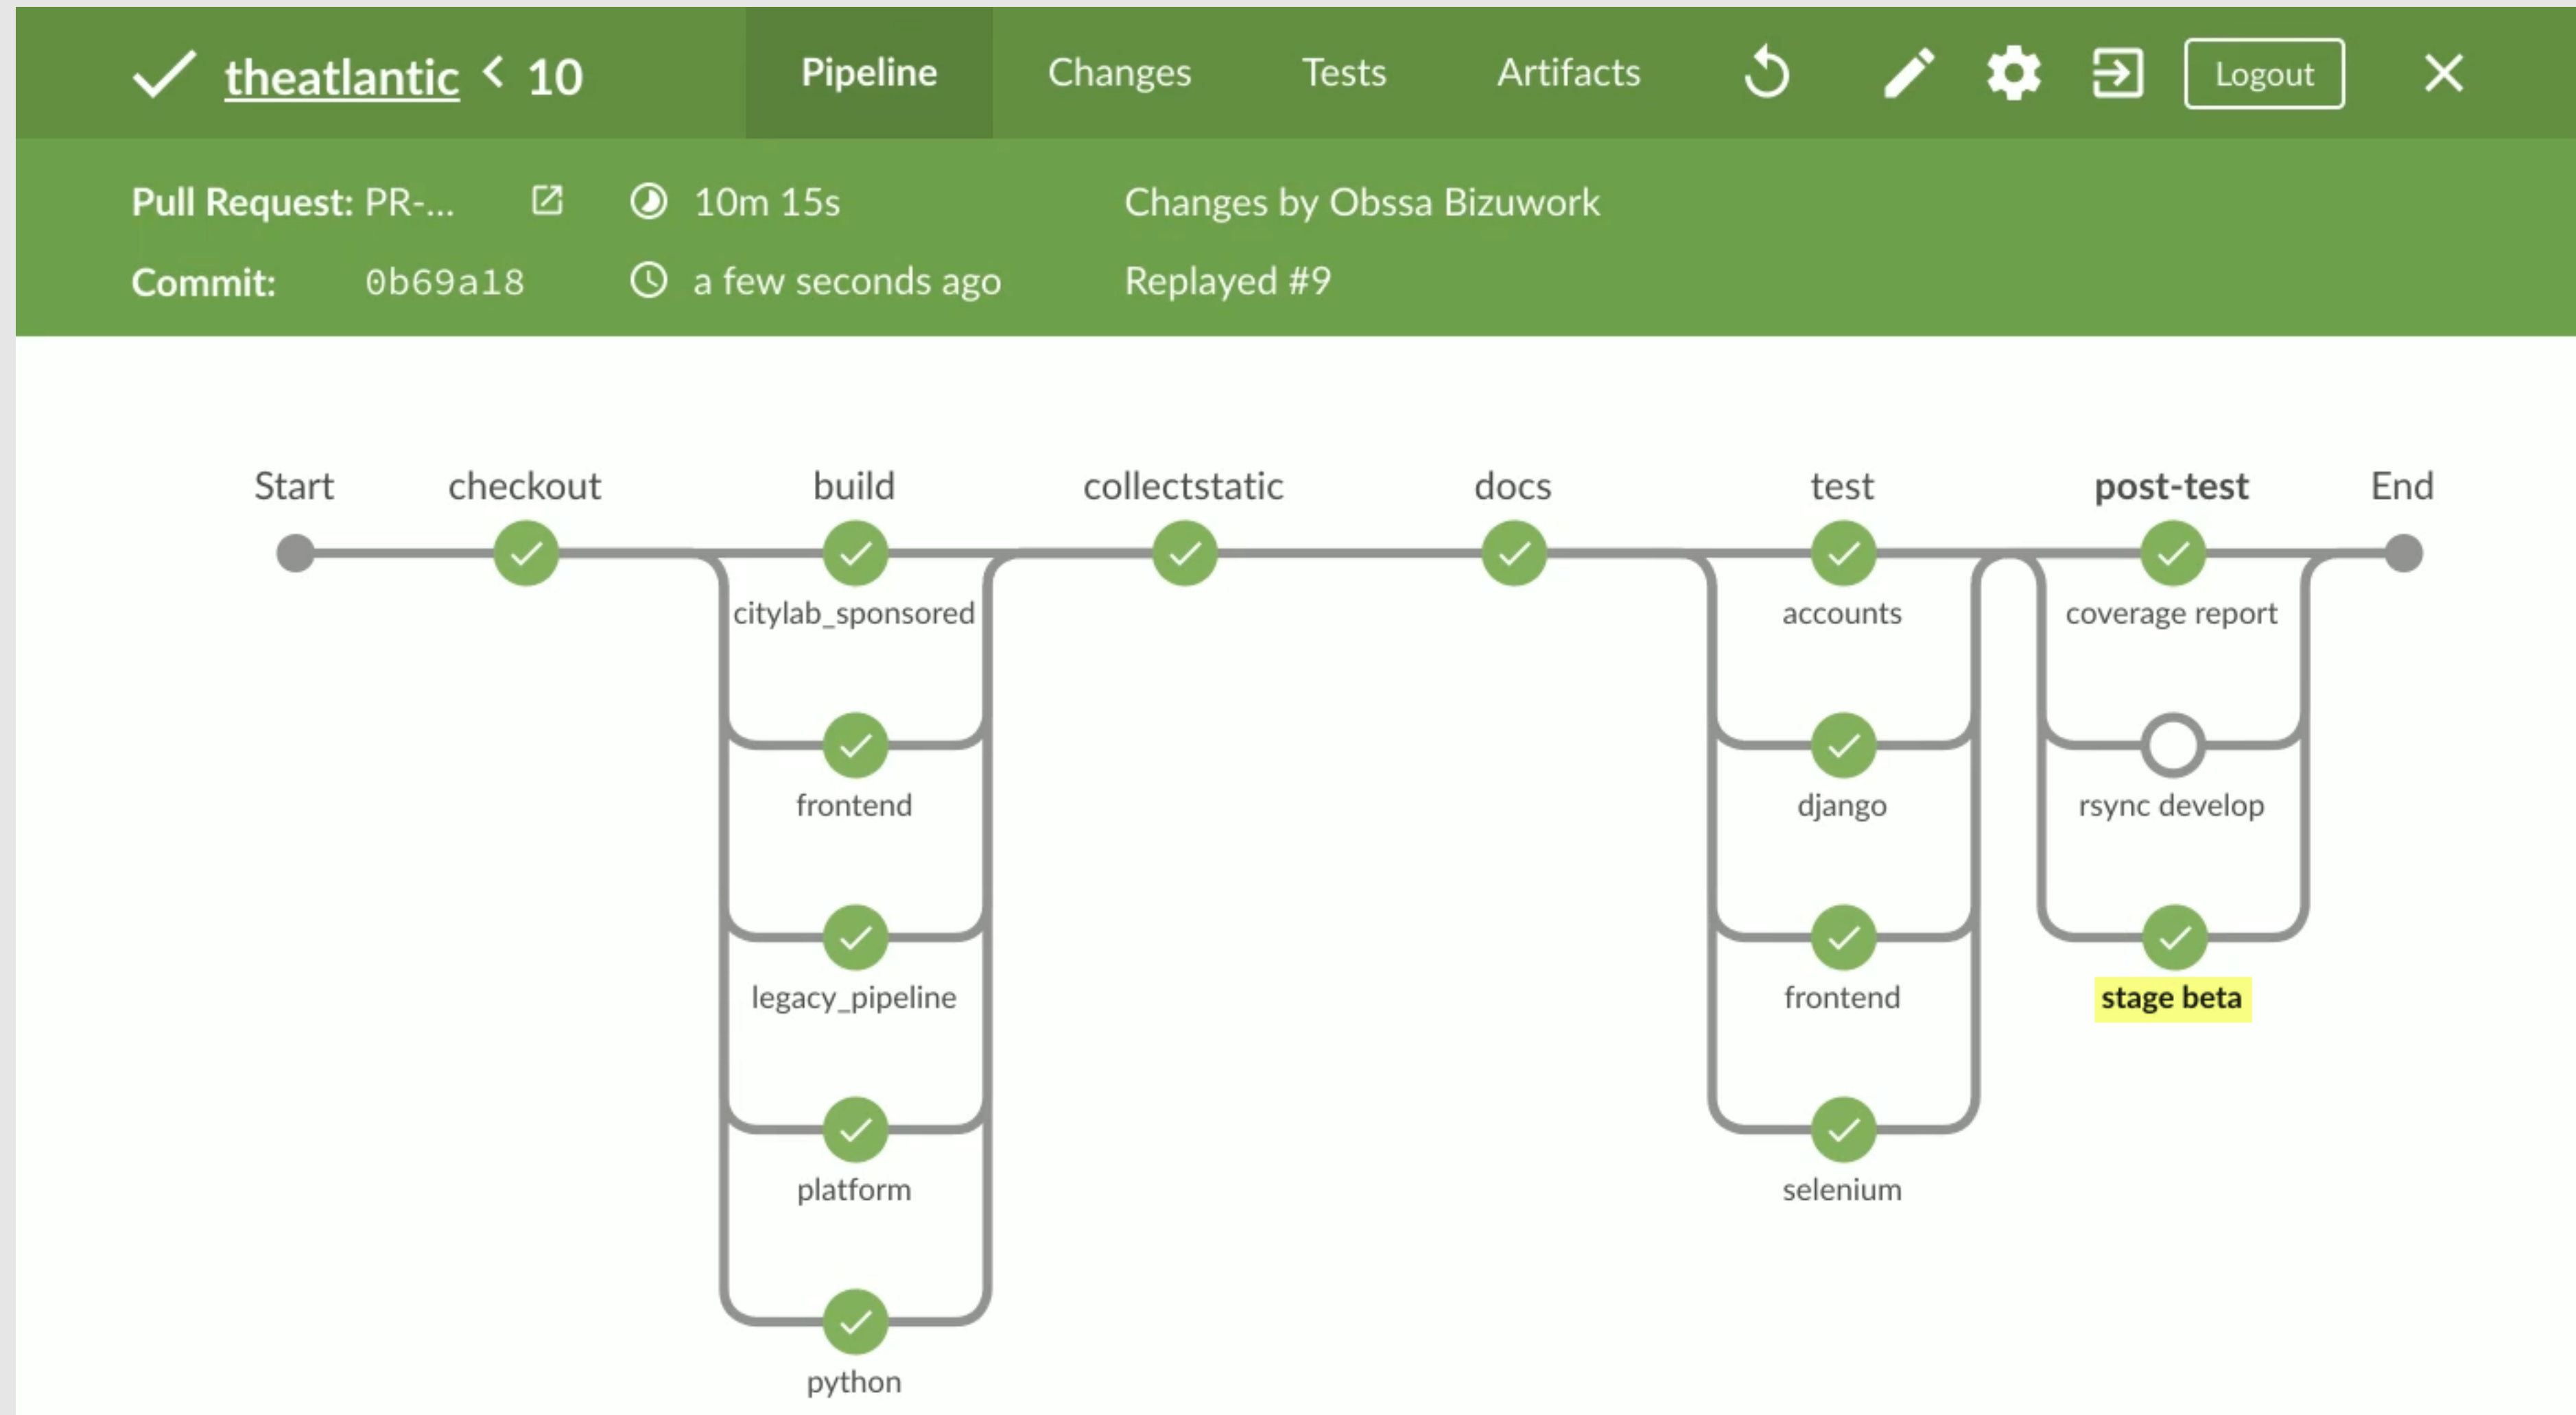 theatlantic < 10
Pipeline
Changes
Tests
Artifacts
Logout
Pull Request: PR-...
10m 15s
Changes by Obssa Bizuwork
Commit: 0b69a18
a few seconds ago
Replayed #9
Start
checkout
build
collectstatic
docs
test
post-test
End
citylab_sponsored
accounts
coverage report
frontend
django
rsync develop
legacy_pipeline
frontend
stage beta
platform
selenium
python